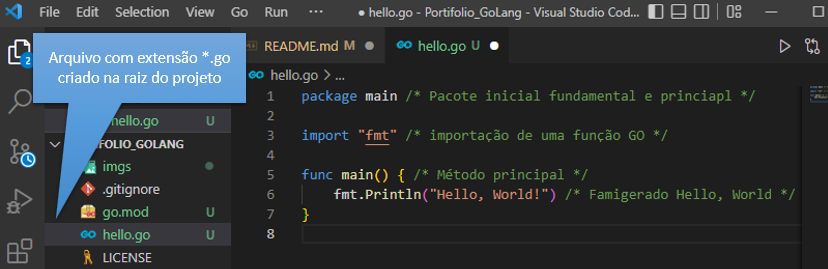 File Edit Selection View Go Run ··· ● hello.go - Portifolio_GoLang - Visual Studio Cod...
README.md M ●
hello.go U ●
2
Arquivo com extensão *.go
criado na raiz do projeto
hello.go > ...
hello.go U
FOLIO_GOLANG
imgs
.gitignore
go.mod U
hello.go U
LICENSE
1 package main /* Pacote inicial fundamental e princiapl */
2
3 import "fmt" /* importação de uma função GO */
4
5 func main() { /* Método principal */
6 fmt.Println("Hello, World!") /* Famigerado Hello, World */
7 }
8